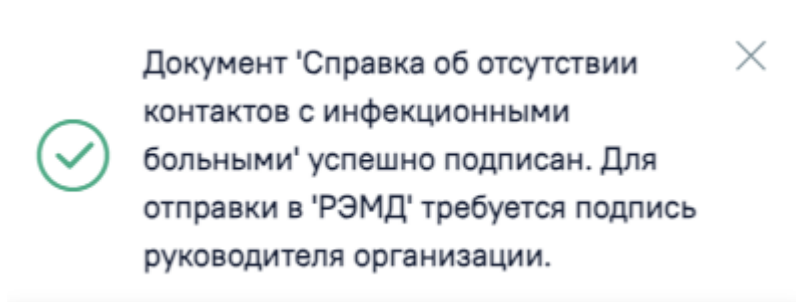 Документ 'Справка об отсутствии
контактов с инфекционными
больными' успешно подписан. Для
отправки в 'РЭМД' требуется подпись
руководителя организации.